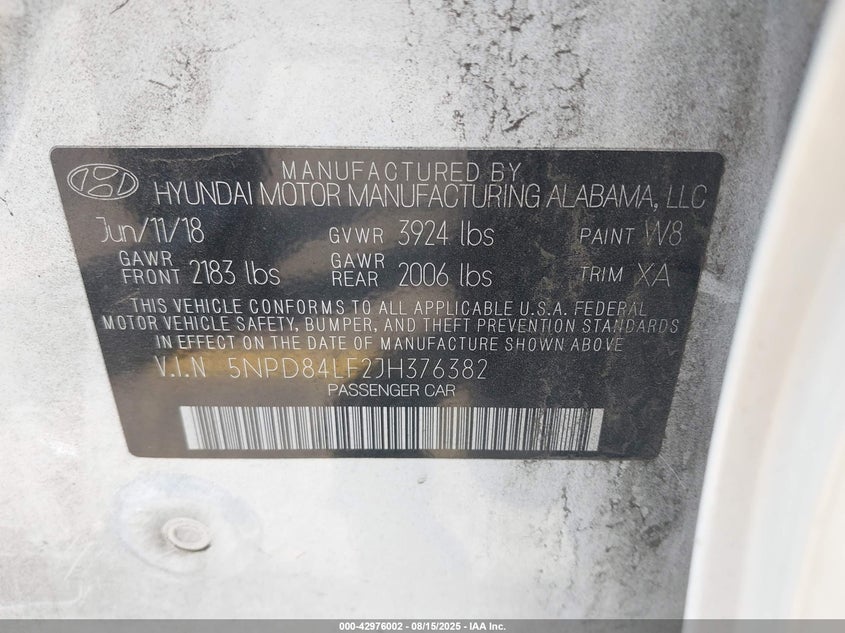 MANUFACTURED BY
HYUNDAI MOTOR MANUFACTURING ALABAMA, LLC
Jun/11/18 GVWR 3924 lbs PAINT W8
GAWR FRONT 2183 lbs GAWR REAR 2006 lbs TRIM XA
THIS VEHICLE CONFORMS TO ALL APPLICABLE U.S.A. FEDERAL
MOTOR VEHICLE SAFETY, BUMPER, AND THEFT PREVENTION STANDARDS
IN EFFECT ON THE DATE OF MANUFACTURE SHOWN ABOVE
V.I.N 5NPD84LF2JH376382
PASSENGER CAR
000-42976002 - 08/15/2025 - IAA Inc.